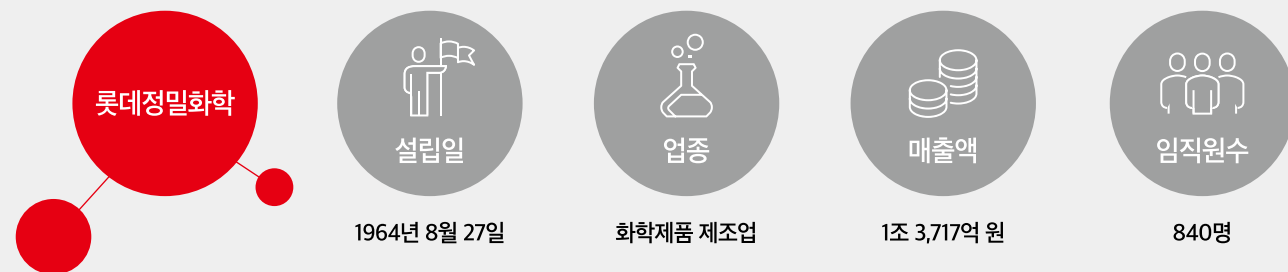 롯데정밀화학
설립일
1964년 8월 27일
업종
화학제품 제조업
매출액
1조 3,717억 원
임직원수
840명